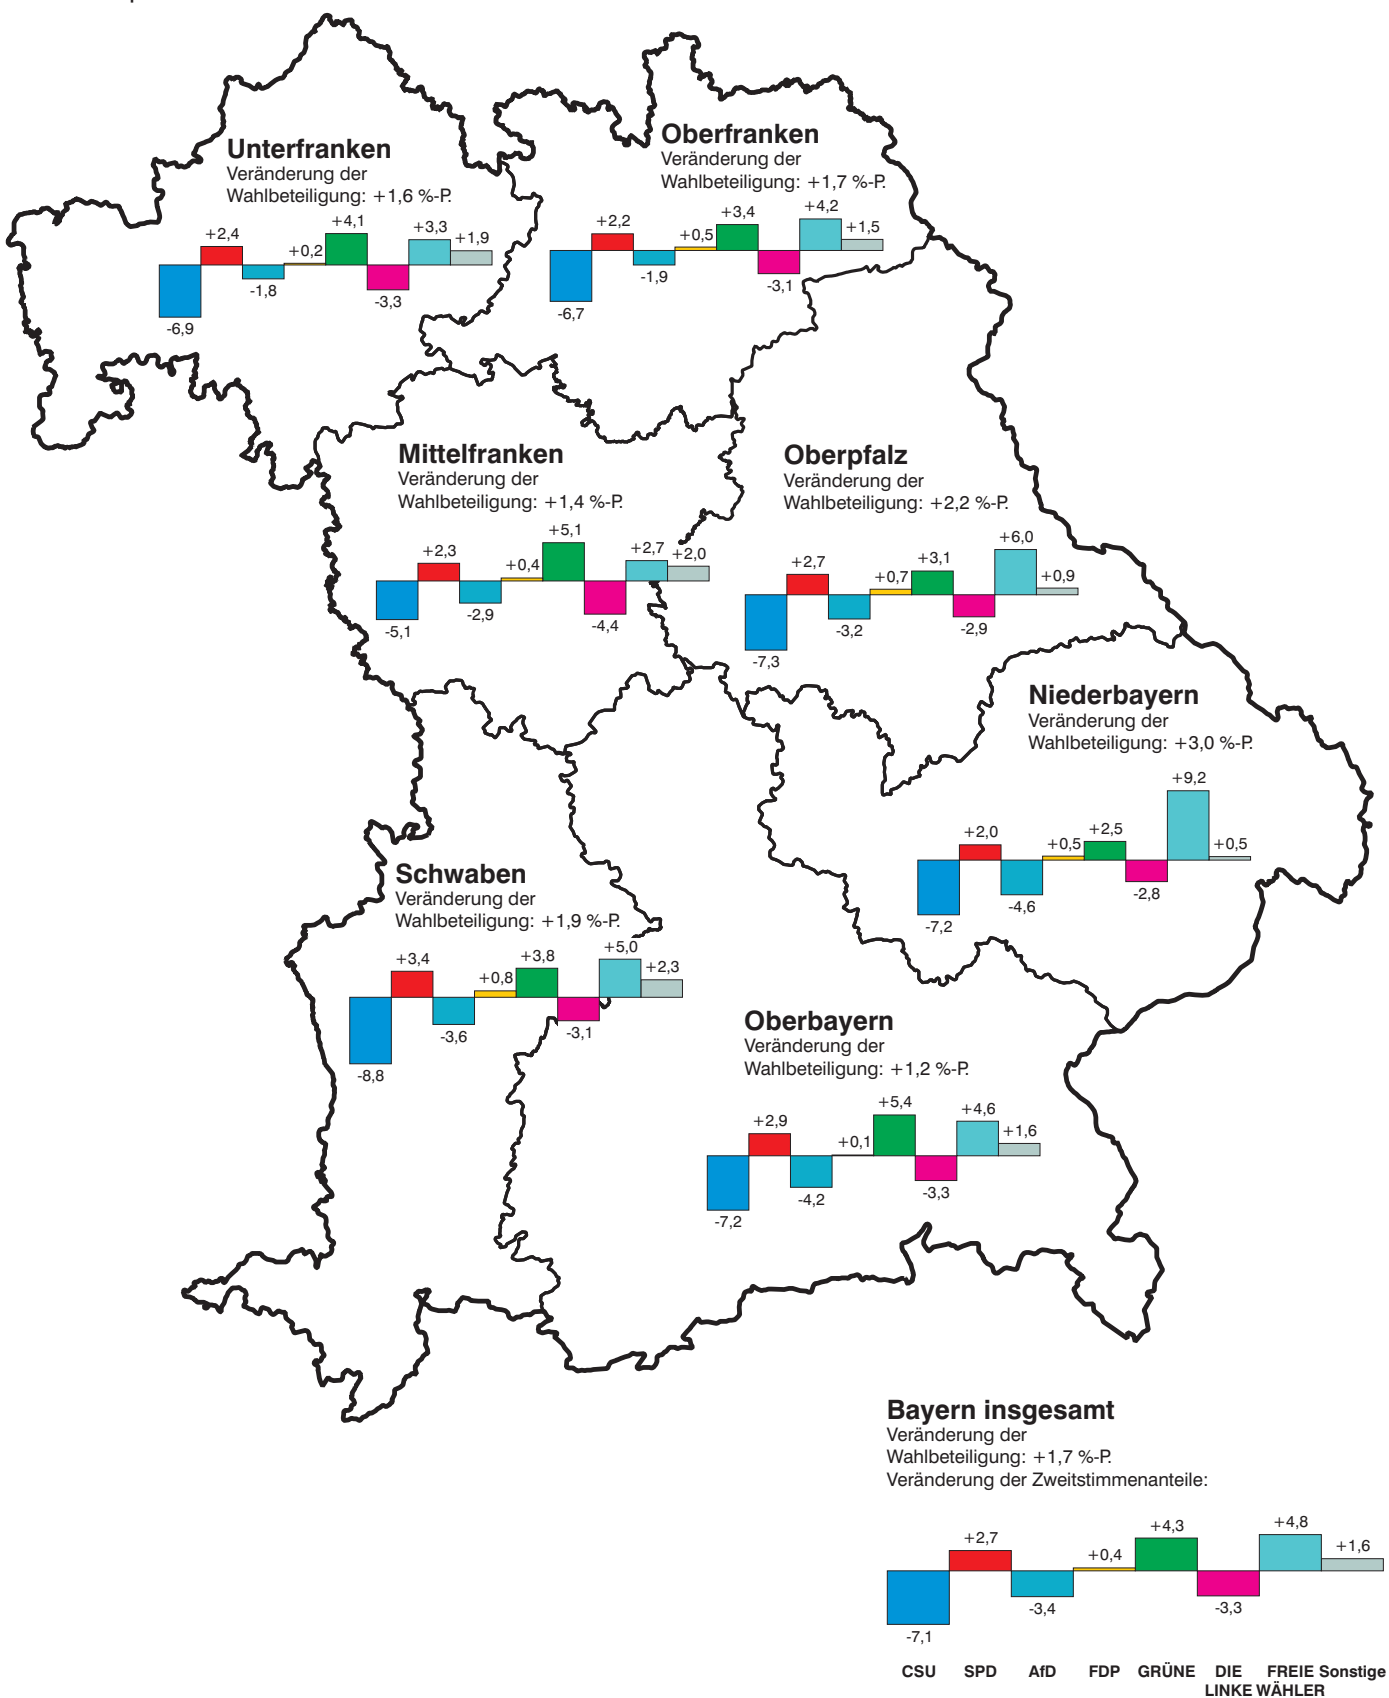 Unterfranken
Veränderung der
Wahlbeteiligung: +1,6 %-P.
+2,4
+0,2
+4,1
+3,3
+1,9
-6,9
-1,8
-3,3
Oberfranken
Veränderung der
Wahlbeteiligung: +1,7 %-P.
+2,2
+0,5
+3,4
+4,2
+1,5
-6,7
-1,9
-3,1
Mittelfranken
Veränderung der
Wahlbeteiligung: +1,4 %-P.
+2,3
+0,4
+5,1
+2,7
+2,0
-5,1
-2,9
-4,4
Oberpfalz
Veränderung der
Wahlbeteiligung: +2,2 %-P.
+2,7
+0,7
+3,1
+6,0
+0,9
-7,3
-3,2
-2,9
Niederbayern
Veränderung der
Wahlbeteiligung: +3,0 %-P.
+2,0
+0,5
+2,5
+9,2
+0,5
-7,2
-4,6
-2,8
Schwaben
Veränderung der
Wahlbeteiligung: +1,9 %-P.
+3,4
+0,8
+3,8
+5,0
+2,3
-8,8
-3,6
-3,1
Oberbayern
Veränderung der
Wahlbeteiligung: +1,2 %-P.
+2,9
+0,1
+5,4
+4,6
+1,6
-7,2
-4,2
-3,3
Bayern insgesamt
Veränderung der
Wahlbeteiligung: +1,7 %-P.
Veränderung der Zweitstimmenanteile:
+2,7
+0,4
+4,3
+4,8
+1,6
-7,1
-3,4
-3,3
CSU SPD AfD FDP GRÜNE DIE FREIE Sonstige
LINKE WÄHLER